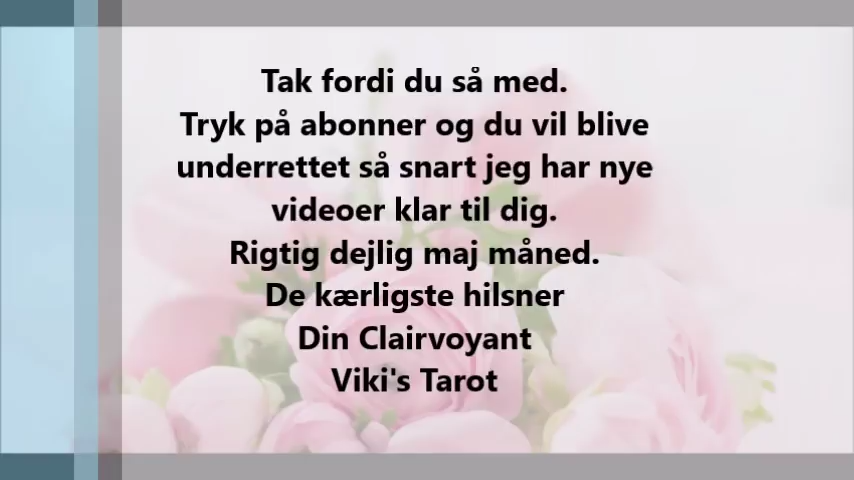 Tak fordi du så med.
Tryk på abonner og du vil blive
underrettet så snart jeg har nye
videoer klar til dig.
Rigtig dejlig maj måned.
De kærligste hilsner
Din Clairvoyant
Viki's Tarot